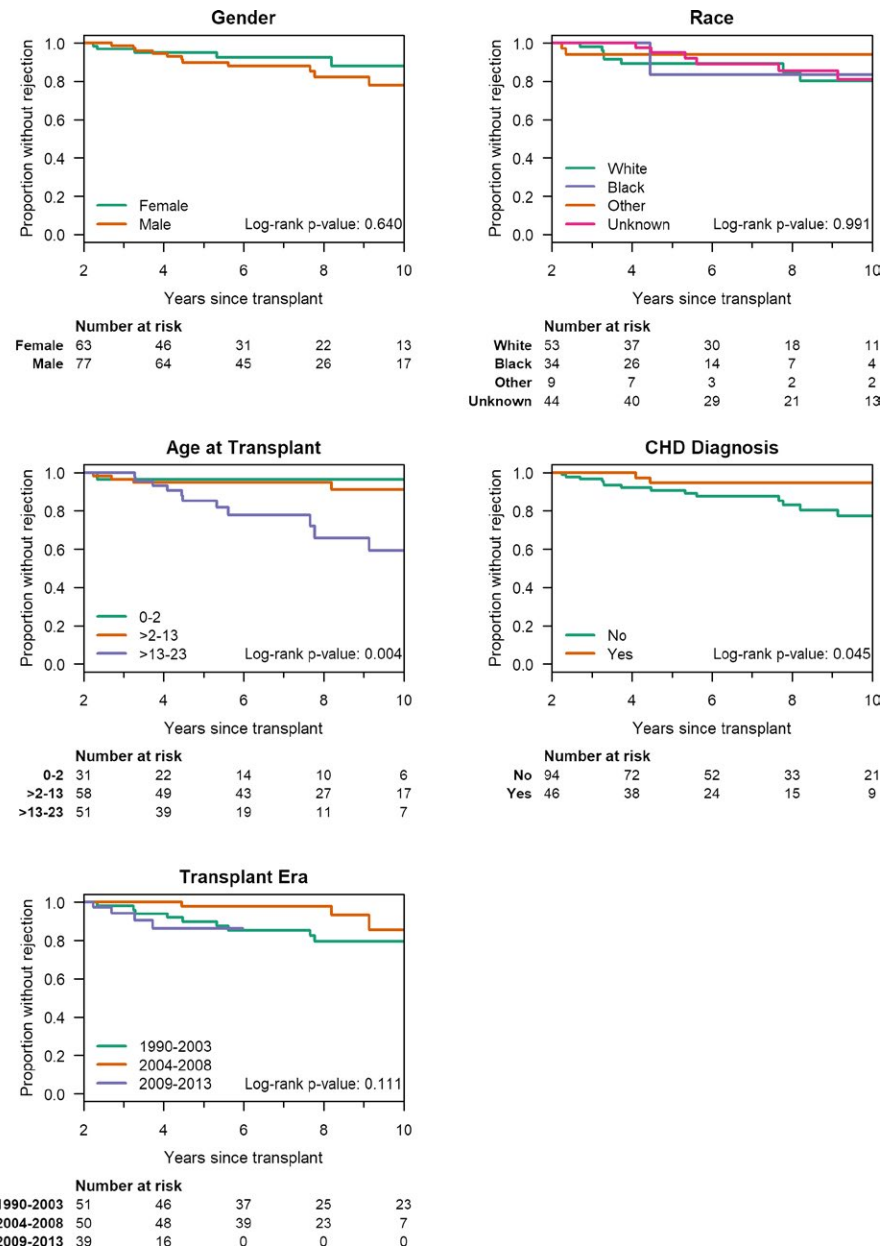 Gender
Proportion without rejection
1.0
0.8
0.6
0.4
0.2
0.0
Female
Male
Log-rank p-value: 0.640
2 4 6 8 10
Years since transplant
Number at risk
Female 63 46 31 22 13
Male 77 64 45 26 17
Race
Proportion without rejection
1.0
0.8
0.6
0.4
0.2
0.0
White
Black
Other
Unknown
Log-rank p-value: 0.991
2 4 6 8 10
Years since transplant
Number at risk
White 53 37 30 18 11
Black 34 26 14 7 4
Other 9 7 3 2 2
Unknown 44 40 29 21 13
Age at Transplant
Proportion without rejection
1.0
0.8
0.6
0.4
0.2
0.0
0-2
>2-13
>13-23
Log-rank p-value: 0.004
2 4 6 8 10
Years since transplant
Number at risk
0-2 31 22 14 10 6
>2-13 58 49 43 27 17
>13-23 51 39 19 11 7
CHD Diagnosis
Proportion without rejection
1.0
0.8
0.6
0.4
0.2
0.0
No
Yes
Log-rank p-value: 0.045
2 4 6 8 10
Years since transplant
Number at risk
No 94 72 52 33 21
Yes 46 38 24 15 9
Transplant Era
Proportion without rejection
1.0
0.8
0.6
0.4
0.2
0.0
1990-2003
2004-2008
2009-2013
Log-rank p-value: 0.111
2 4 6 8 10
Years since transplant
Number at risk
1990-2003 51 46 37 25 23
2004-2008 50 48 39 23 7
2009-2013 39 16 0 0 0